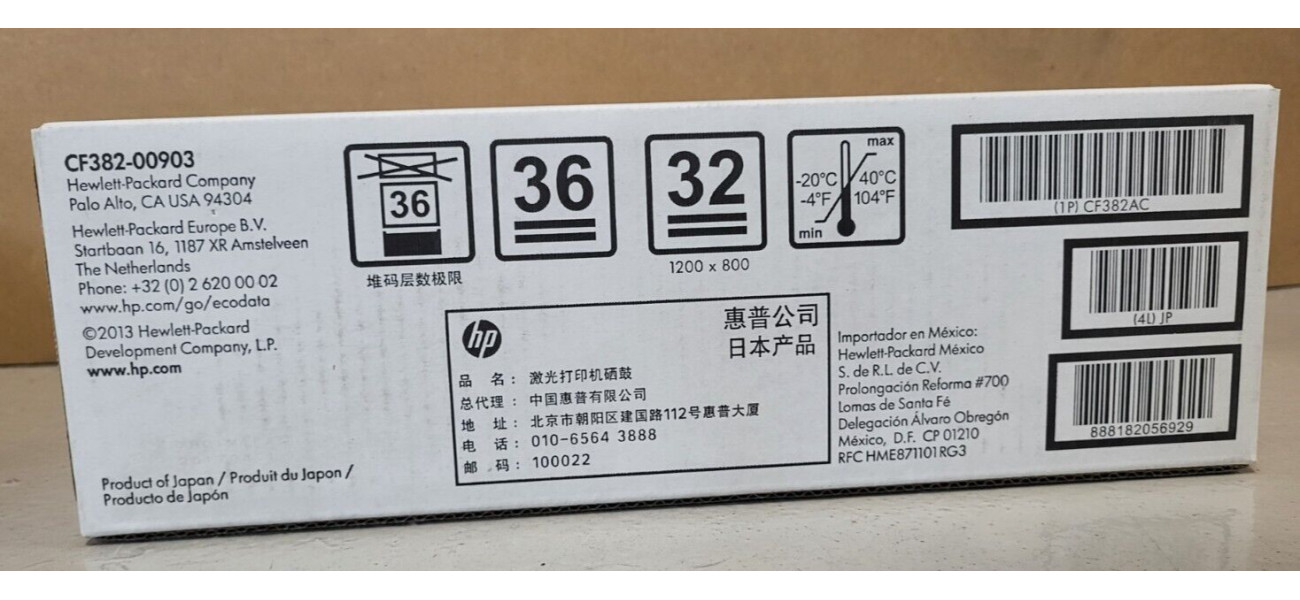 CF382-00903
Hewlett-Packard Company
Palo Alto, CA USA 94304
Hewlett-Packard Europe B.V.
Startbaan 16, 1187 XR Amstelveen
The Netherlands
Phone: +32 (0) 2 620 00 02
www.hp.com/go/ecodata
©2013 Hewlett-Packard
Development Company, L.P.
www.hp.com
Product of Japan / Produit du Japon /
Producto de Japón
36
堆码层数极限
36
32
1200 x 800
max
-20°C 40°C
-4°F 104°F
min
hp
惠普公司
日本产品
品 名: 激光打印机硒鼓
总代理: 中国惠普有限公司
地 址: 北京市朝阳区建国路112号惠普大厦
电 话: 010-6564 3888
邮 码: 100022
Importador en México:
Hewlett-Packard México
S. de R.L. de C.V.
Prolongación Reforma #700
Lomas de Santa Fé
Delegación Álvaro Obregón
México, D.F. CP 01210
RFC HME871101RG3
(1P) CF382AC
(4L) JP
888182056929